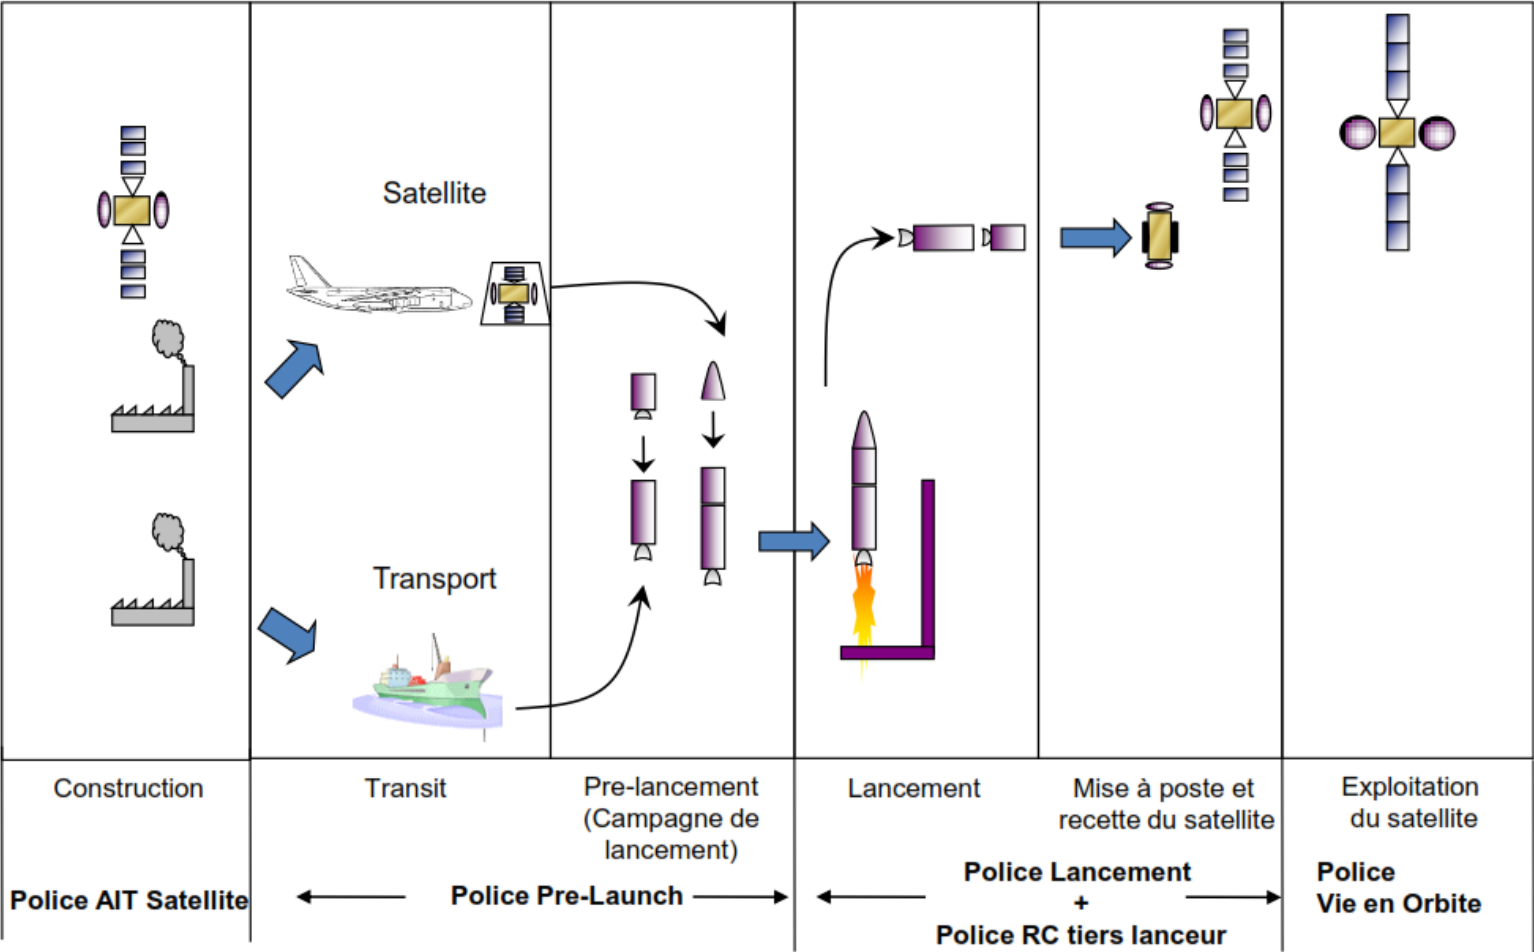 Satellite
Transport
Construction
Transit
Pre-lancement
(Campagne de
lancement)
Lancement
Mise à poste et
recette du satellite
Exploitation
du satellite
Police AIT Satellite
Police Pre-Launch
Police Lancement
+
Police RC tiers lanceur
Police
Vie en Orbite